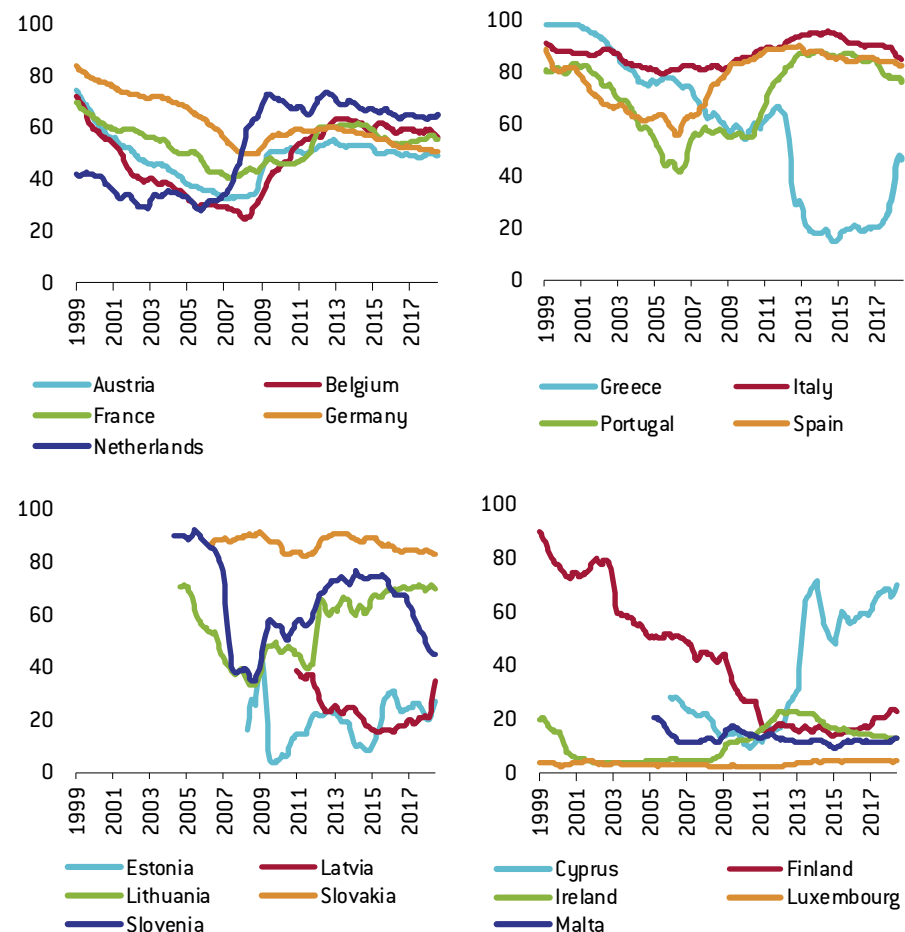 100
80
60
40
20
0
1999 2001 2003 2005 2007 2009 2011 2013 2015 2017
Austria Belgium
France Germany
Netherlands
100
80
60
40
20
0
1999 2001 2003 2005 2007 2009 2011 2013 2015 2017
Greece Italy
Portugal Spain
100
80
60
40
20
0
1999 2001 2003 2005 2007 2009 2011 2013 2015 2017
Estonia Latvia
Lithuania Slovakia
Slovenia
100
80
60
40
20
0
1999 2001 2003 2005 2007 2009 2011 2013 2015 2017
Cyprus Finland
Ireland Luxembourg
Malta